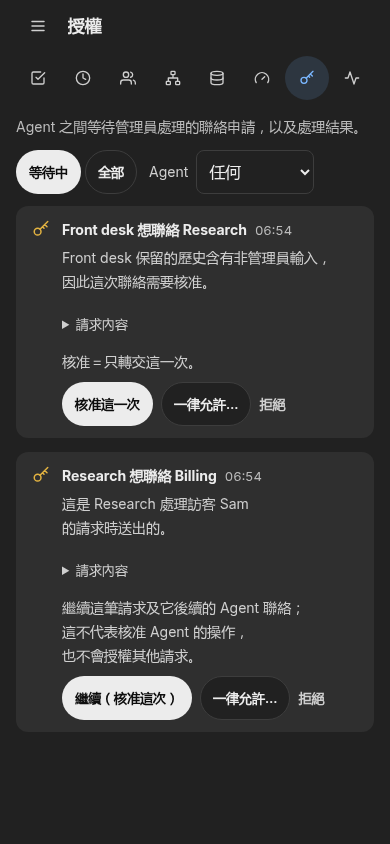 授權
Agent 之間等待管理員處理的聯絡申請，以及處理結果。
等待中
全部
Agent
任何
Front desk 想聯絡 Research 06:54
Front desk 保留的歷史含有非管理員輸入，
因此這次聯絡需要核准。
▶ 請求內容
核准＝只轉交這一次。
核准這一次
一律允許...
拒絕
Research 想聯絡 Billing 06:54
這是 Research 處理訪客 Sam
的請求時送出的。
▶ 請求內容
繼續這筆請求及它後續的 Agent 聯絡；
這不代表核准 Agent 的操作，
也不會授權其他請求。
繼續（核准這次）
一律允許...
拒絕